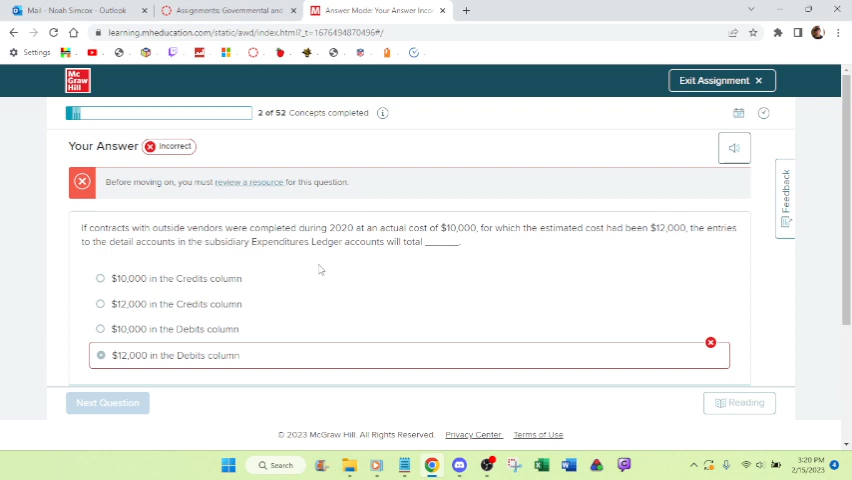 Mail - Noah Simcox - Outlook
Assignments: Governmental and
Answer Mode: Your Answer Inco
learning.mheducation.com/static/awd/index.html?_t=1676494870496#/
Settings
Mc
Graw
Hill
Exit Assignment
2 of 52 Concepts completed
Your Answer
Incorrect
Before moving on, you must review a resource for this question.
Feedback
If contracts with outside vendors were completed during 2020 at an actual cost of $10,000, for which the estimated cost had been $12,000, the entries
to the detail accounts in the subsidiary Expenditures Ledger accounts will total _______.
$10,000 in the Credits column
$12,000 in the Credits column
$10,000 in the Debits column
$12,000 in the Debits column
Next Question
Reading
© 2023 McGraw Hill. All Rights Reserved. Privacy Center Terms of Use
Search
3:20 PM
2/15/2023
4